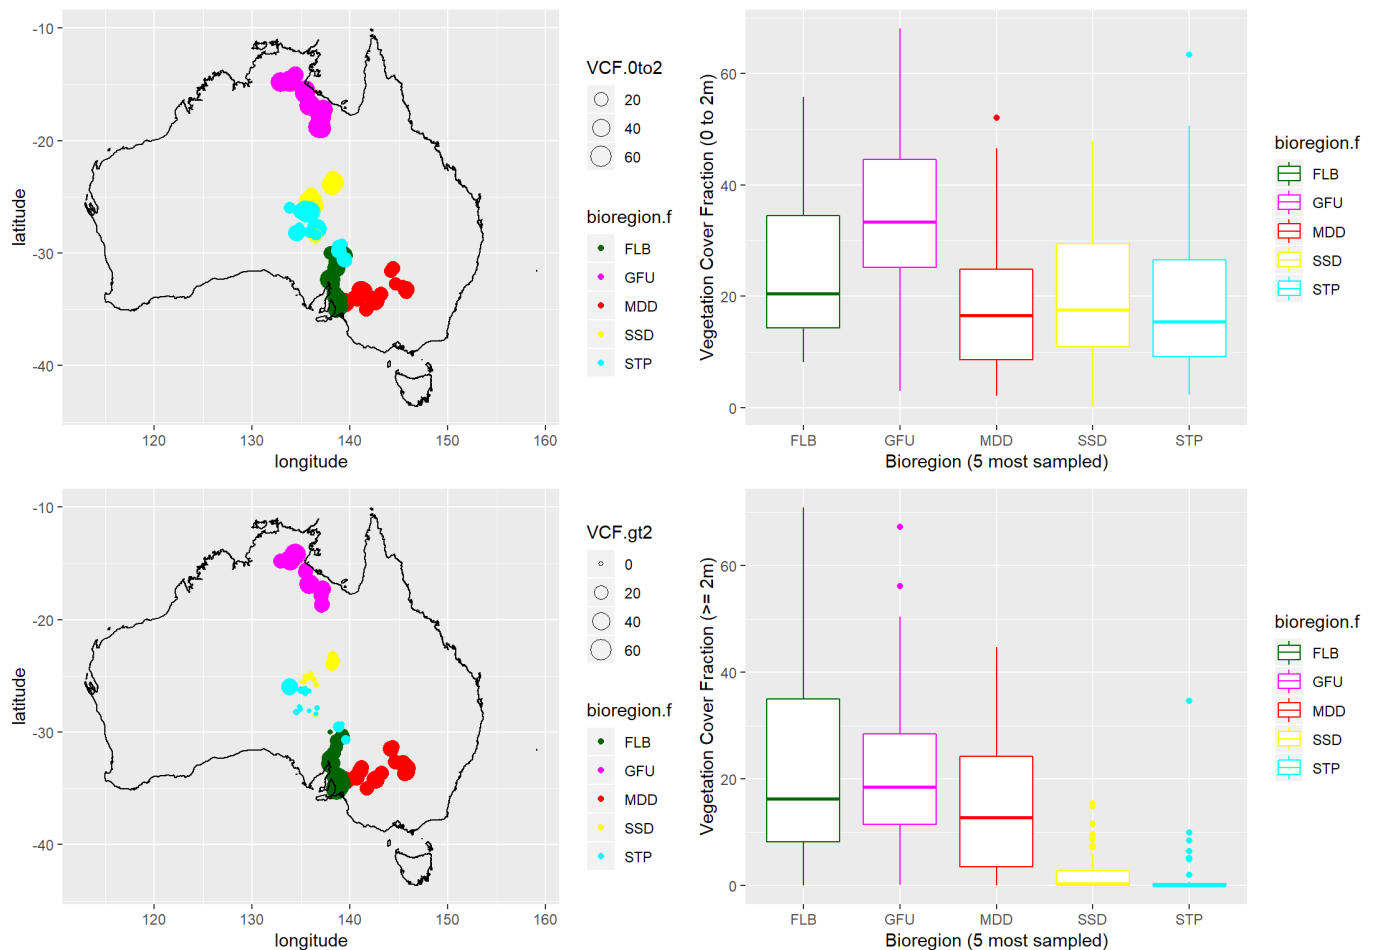 -10
-20
-30
-40
latitude
120
130
140
150
160
longitude
VCF.0to2
20
40
60
bioregion.f
FLB
GFU
MDD
SSD
STP
60
40
20
0
Vegetation Cover Fraction (0 to 2m)
FLB
GFU
MDD
SSD
STP
Bioregion (5 most sampled)
bioregion.f
FLB
GFU
MDD
SSD
STP
-10
-20
-30
-40
latitude
120
130
140
150
160
longitude
VCF.gt2
0
20
40
60
bioregion.f
FLB
GFU
MDD
SSD
STP
60
40
20
0
Vegetation Cover Fraction (>= 2m)
FLB
GFU
MDD
SSD
STP
Bioregion (5 most sampled)
bioregion.f
FLB
GFU
MDD
SSD
STP